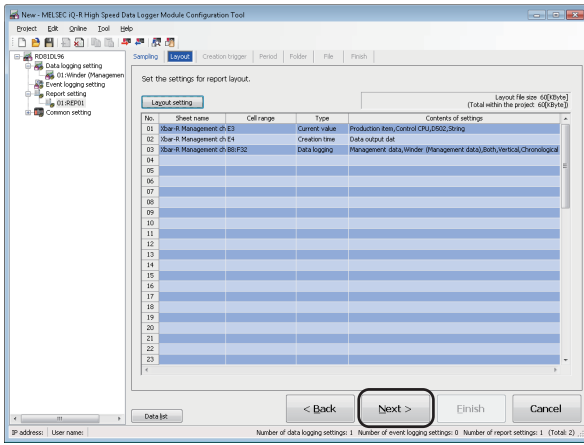 New - MELSEC iQ-R High Speed Data Logger Module Configuration Tool
Project Edit Online Tool Help
RD81DL96
Data logging setting
01:Winder (Managemen
Event logging setting
Report setting
01:REP01
Common setting
Sampling Layout Creation trigger Period Folder File Finish
Set the settings for report layout.
Layout setting
Layout file size 60[KByte]
(Total within the project 60[KByte])
No. Sheet name Cell range Type Contents of settings
01 Xbar-R Management ch E3 Current value Production item,Control CPU,D502,String
02 Xbar-R Management ch E4 Creation time Data output dat
03 Xbar-R Management ch B8:F32 Data logging Management data,Winder (Management data),Both,Vertical,Chronological
04
05
06
07
08
09
10
11
12
13
14
15
16
17
18
19
20
21
22
23
Data list
< Back Next > Finish Cancel
IP address: User name: Number of data logging settings: 1 Number of event logging settings: 0 Number of report settings: 1 (Total: 2)